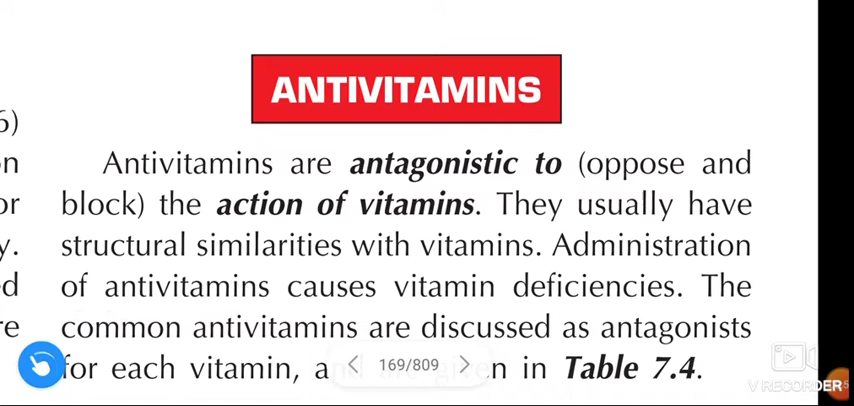 ANTIVITAMINS
6)
Antivitamins are antagonistic to (oppose and
block) the action of vitamins. They usually have
structural similarities with vitamins. Administration
of antivitamins causes vitamin deficiencies. The
common antivitamins are discussed as antagonists
for each vitamin, n in Table 7.4.
169/809
V RECORDER